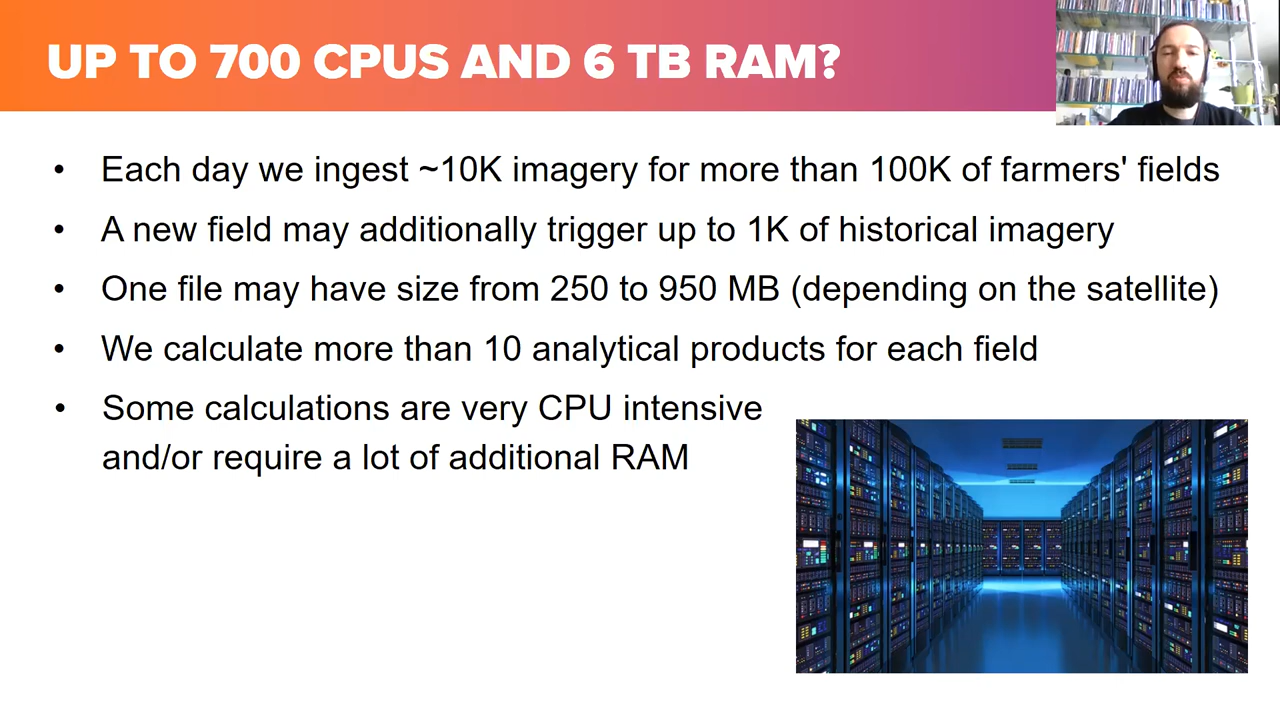 UP TO 700 CPUS AND 6 TB RAM?
• Each day we ingest ~10K imagery for more than 100K of farmers' fields
• A new field may additionally trigger up to 1K of historical imagery
• One file may have size from 250 to 950 MB (depending on the satellite)
• We calculate more than 10 analytical products for each field
• Some calculations are very CPU intensive
and/or require a lot of additional RAM